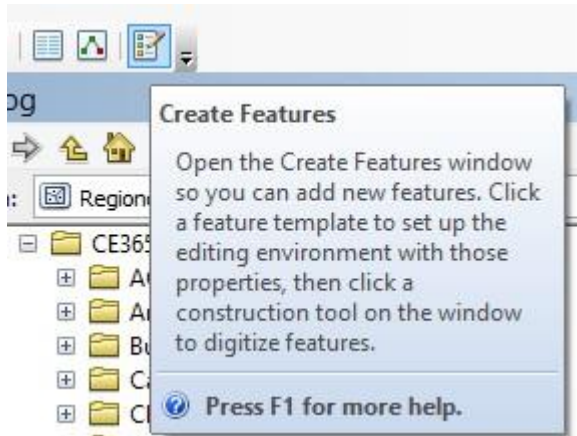 og
Create Features
Open the Create Features window
so you can add new features. Click
a feature template to set up the
editing environment with those
properties, then click a
construction tool on the window
to digitize features.
Press F1 for more help.
n: Region
CE365
A
A
Bu
Ca